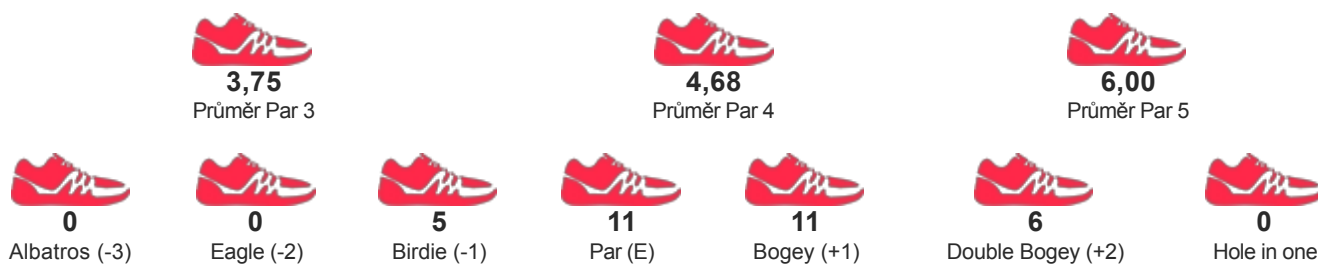 3,75 4,68 6,00
Průměr Par 3 Průměr Par 4 Průměr Par 5
0 0 5 11 11 6 0
Albatros (-3) Eagle (-2) Birdie (-1) Par (E) Bogey (+1) Double Bogey (+2) Hole in one